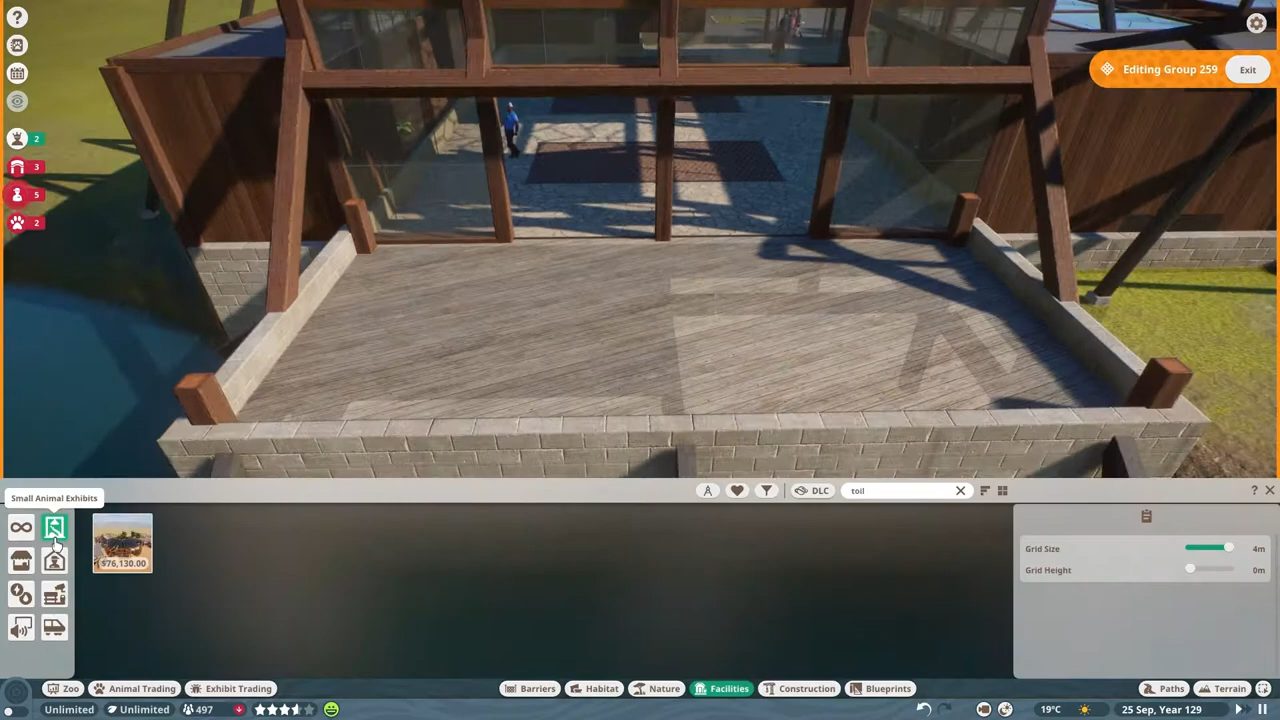 ?
Editing Group 259
Exit
2
3
5
2
Small Animal Exhibits
DLC
toil
?
$76,130.00
Grid Size
4m
Grid Height
0m
Zoo
Animal Trading
Exhibit Trading
Barriers
Habitat
Nature
Facilities
Construction
Blueprints
Paths
Terrain
Unlimited
Unlimited
497
19°C
25 Sep, Year 129